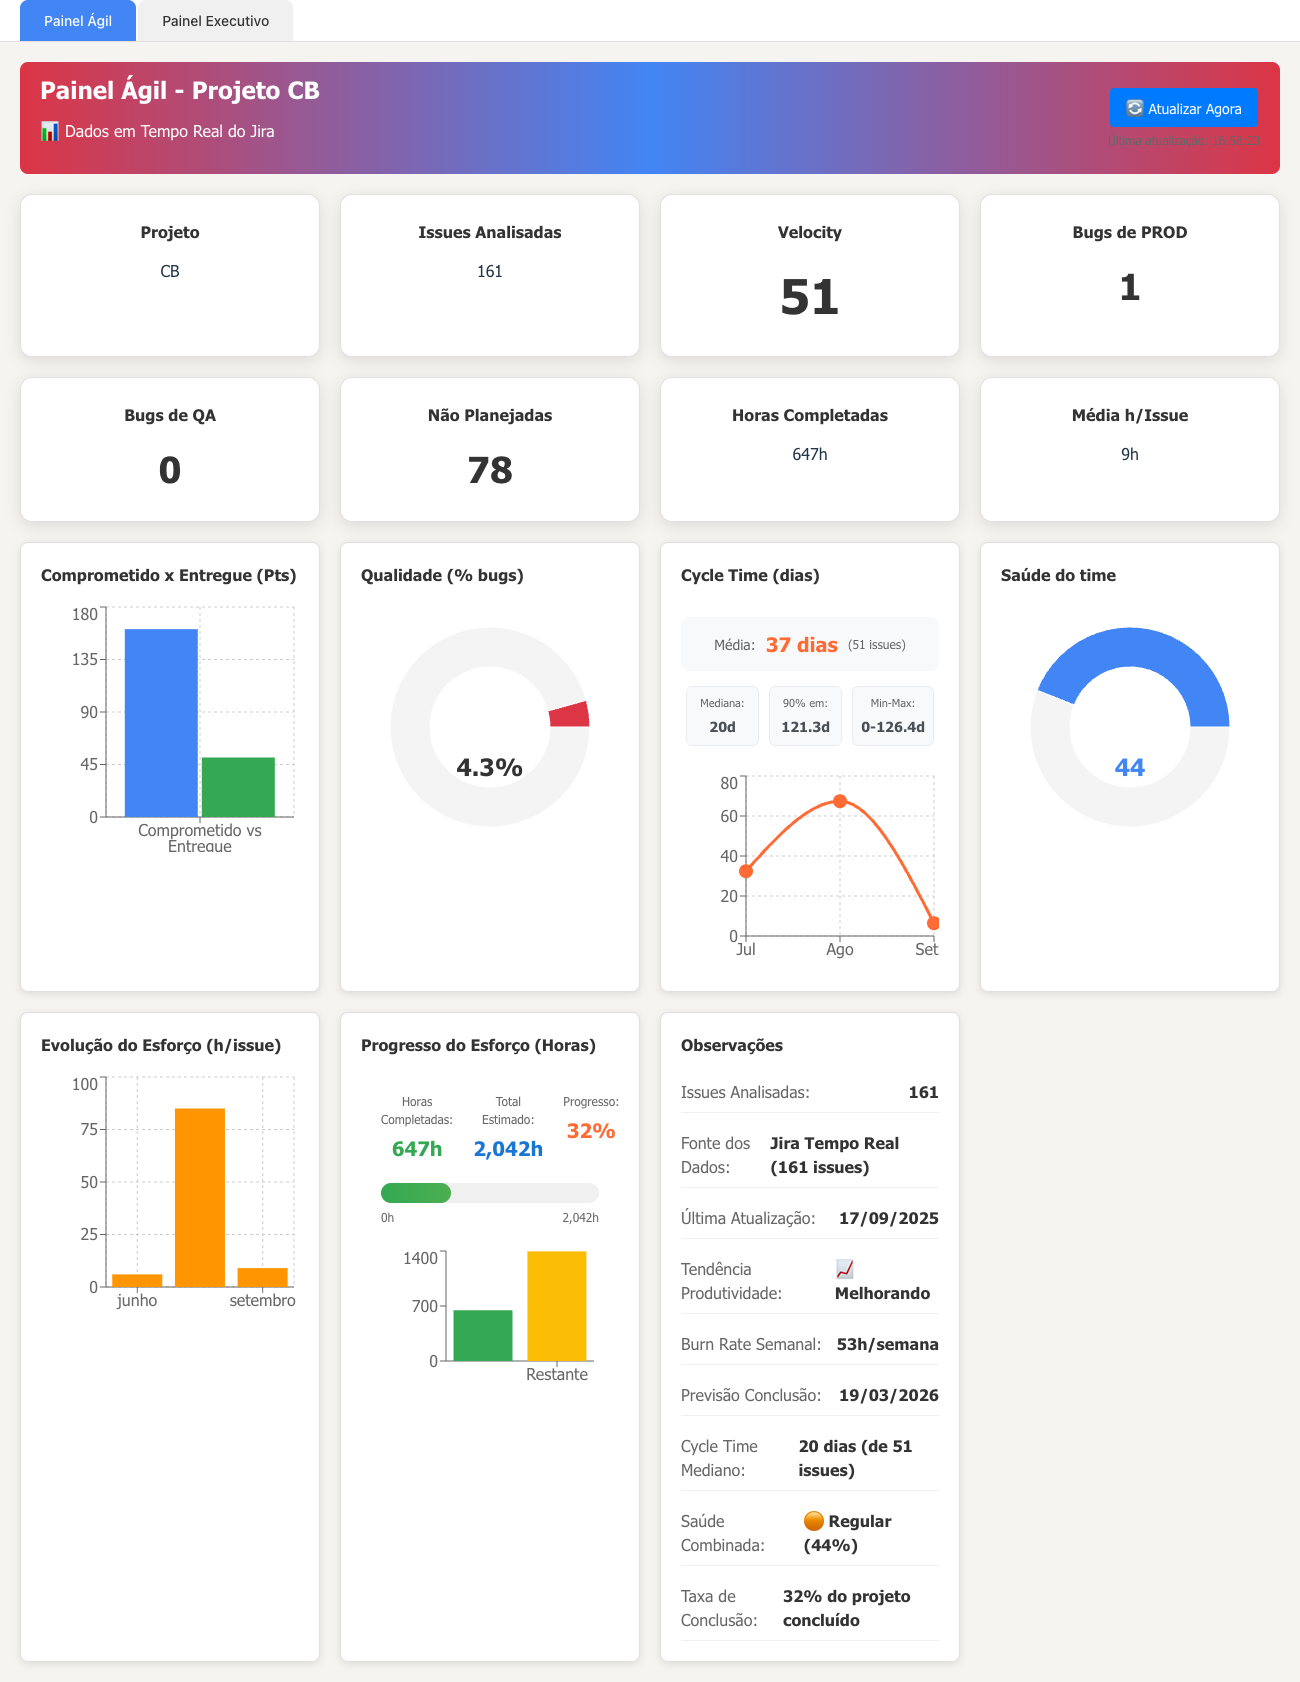 Painel Ágil
Painel Executivo
Painel Ágil - Projeto CB
📊 Dados em Tempo Real do Jira
🔄 Atualizar Agora
Última atualização:
Projeto
CB
Issues Analisadas
161
Velocity
51
Bugs de PROD
1
Bugs de QA
0
Não Planejadas
78
Horas Completadas
647h
Média h/Issue
9h
Comprometido x Entregue (Pts)
180
135
90
45
0
Comprometido vs
Entregue
Qualidade (% bugs)
4.3%
Cycle Time (dias)
Média: 37 dias (51 issues)
Mediana:
20d
90% em:
121.3d
Min-Max:
0-126.4d
80
60
40
20
0
Jul
Ago
Set
Saúde do time
44
Evolução do Esforço (h/issue)
100
75
50
25
0
junho
setembro
Progresso do Esforço (Horas)
Horas
Completadas:
647h
Total
Estimado:
2,042h
Progresso:
32%
0h
2,042h
1400
700
0
Restante
Observações
Issues Analisadas: 161
Fonte dos
Dados:
Jira Tempo Real
(161 issues)
Última Atualização: 17/09/2025
Tendência
Produtividade:
📈
Melhorando
Burn Rate Semanal: 53h/semana
Previsão Conclusão: 19/03/2026
Cycle Time
Mediano:
20 dias (de 51
issues)
Saúde
Combinada:
🟠 Regular
(44%)
Taxa de
Conclusão:
32% do projeto
concluído